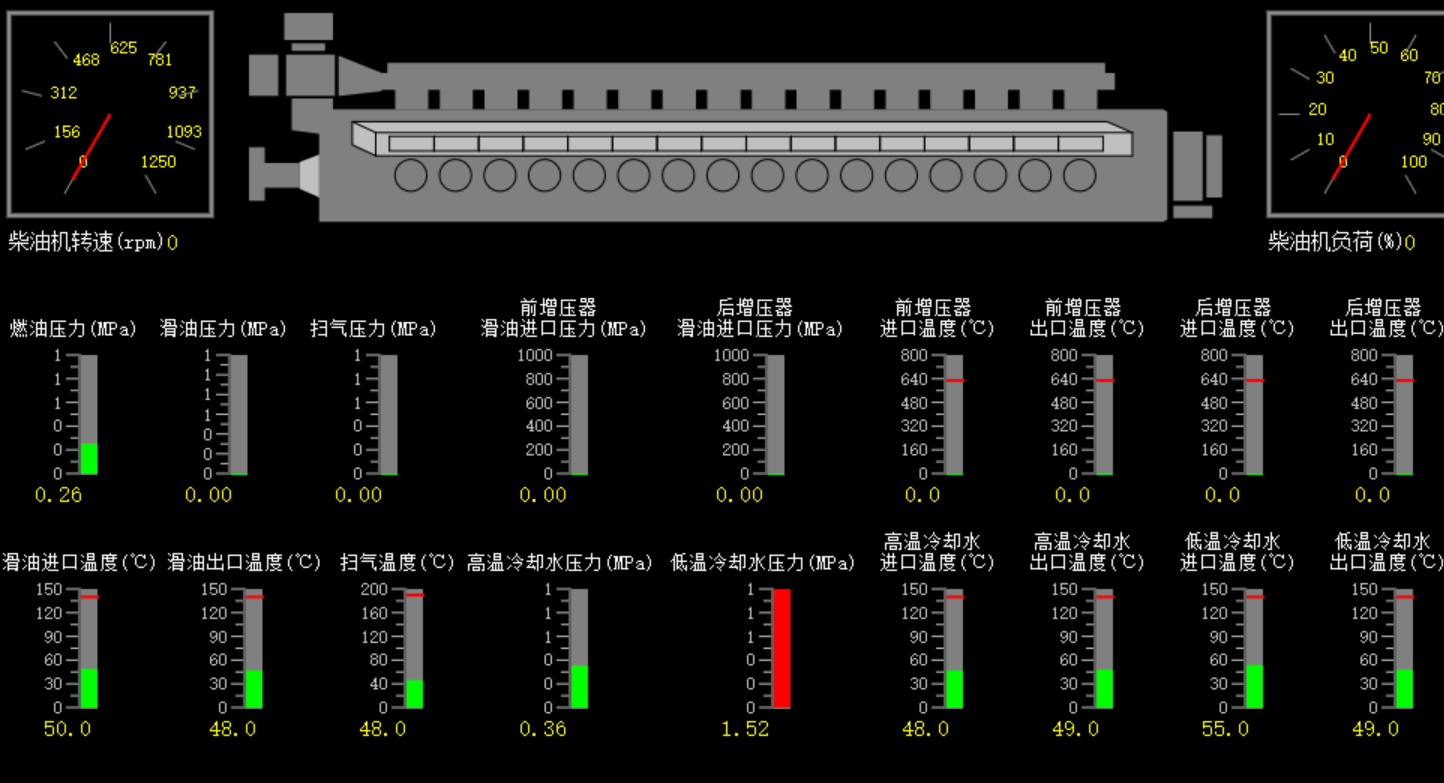 468 625 781
312 937
156 1093
0 1250
柴油机转速(rpm)0
40 50 60
30 70
20 80
10 90
0 100
柴油机负荷(%)0
前增压器 后增压器 前增压器 前增压器 后增压器 后增压器
燃油压力(MPa) 滑油压力(MPa) 扫气压力(MPa) 滑油进口压力(MPa) 滑油进口压力(MPa) 进口温度(℃) 出口温度(℃) 进口温度(℃) 出口温度(℃)
1 1 1 1000 1000 800 800 800 800
1 1 1 800 800 640 640 640 640
1 1 1 600 600 480 480 480 480
0 1 0 400 400 320 320 320 320
0 0 0 200 200 160 160 160 160
0 0 0 0 0 0 0 0
0 0
0.26 0.00 0.00 0.00 0.00 0.0 0.0 0.0 0.0
高温冷却水 高温冷却水 低温冷却水 低温冷却水
滑油进口温度(℃) 滑油出口温度(℃) 扫气温度(℃) 高温冷却水压力(MPa) 低温冷却水压力(MPa) 进口温度(℃) 出口温度(℃) 进口温度(℃) 出口温度(℃)
150 150 200 1 1 150 150 150 150
120 120 160 1 1 120 120 120 120
90 90 120 1 1 90 90 90 90
60 60 80 0 0 60 60 60 60
30 30 40 0 0 30 30 30 30
0 0 0 0 0 0 0 0 0
50.0 48.0 48.0 0.36 1.52 48.0 49.0 55.0 49.0